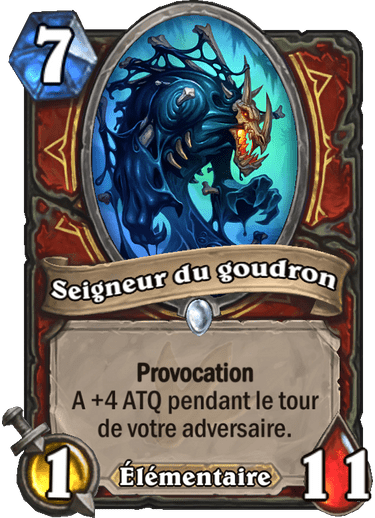 7
Seigneur du goudron
Provocation
A +4 ATQ pendant le tour
de votre adversaire.
1
Élémentaire
11